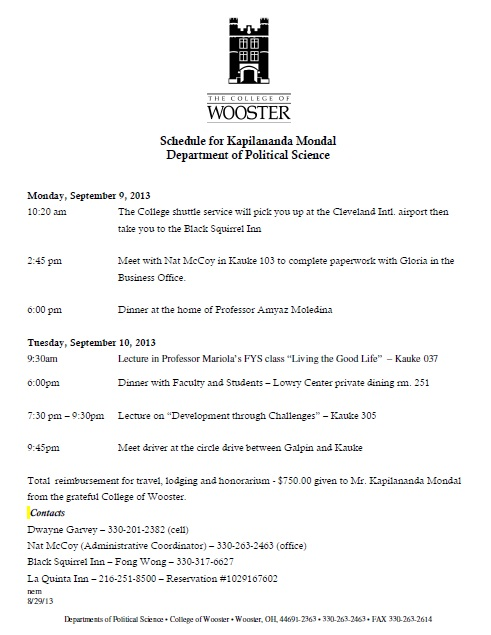 THE COLLEGE OF
WOOSTER
Schedule for Kapilananda Mondal
Department of Political Science
Monday, September 9, 2013
10:20 am The College shuttle service will pick you up at the Cleveland Intl. airport then
take you to the Black Squirrel Inn
2:45 pm Meet with Nat McCoy in Kauke 103 to complete paperwork with Gloria in the
Business Office.
6:00 pm Dinner at the home of Professor Amyaz Moledina
Tuesday, September 10, 2013
9:30am Lecture in Professor Mariola's FYS class “Living the Good Life” – Kauke 037
6:00pm Dinner with Faculty and Students – Lowry Center private dining rm. 251
7:30 pm – 9:30pm Lecture on “Development through Challenges” – Kauke 305
9:45pm Meet driver at the circle drive between Galpin and Kauke
Total reimbursement for travel, lodging and honorarium - $750.00 given to Mr. Kapilananda Mondal
from the grateful College of Wooster.
Contacts
Dwayne Garvey – 330-201-2382 (cell)
Nat McCoy (Administrative Coordinator) – 330-263-2463 (office)
Black Squirrel Inn – Fong Wong – 330-317-6627
La Quinta Inn – 216-251-8500 – Reservation #1029167602
nem
8/29/13
Departments of Political Science • College of Wooster • Wooster, OH, 44691-2363 • 330-263-2463 • FAX 330-263-2614